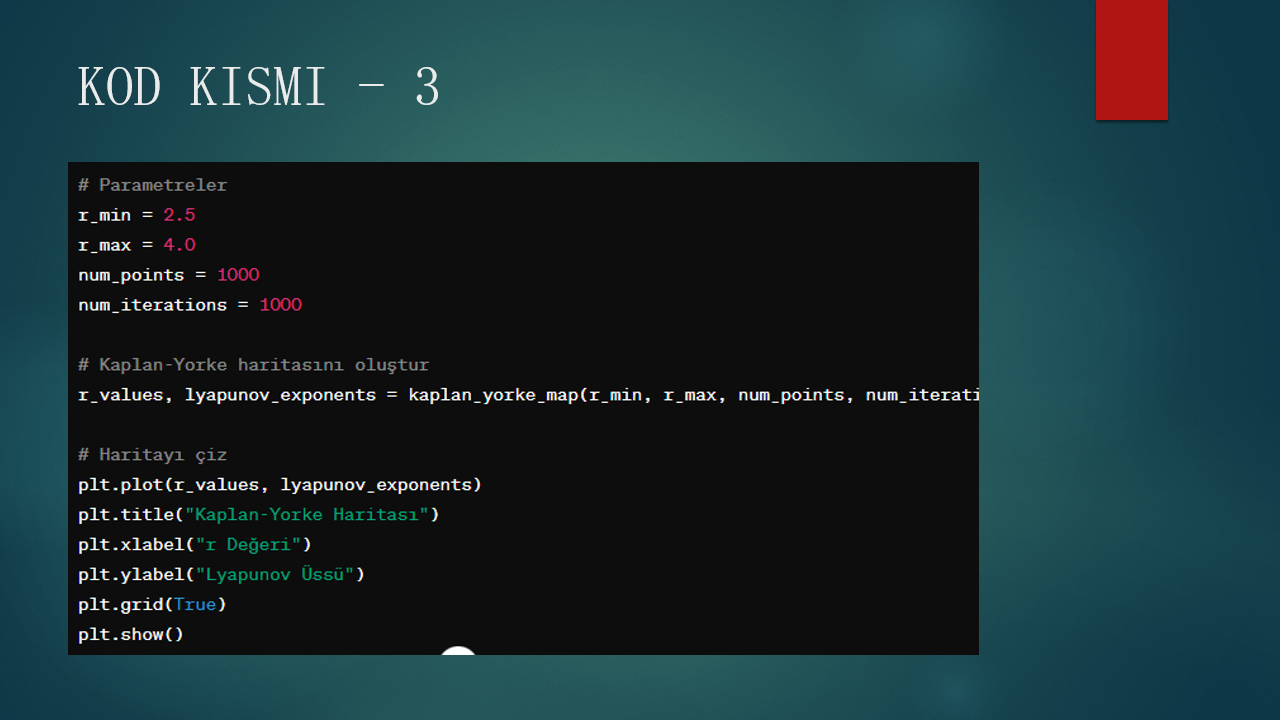 KOD KISMI - 3
# Parametreler
r_min = 2.5
r_max = 4.0
num_points = 1000
num_iterations = 1000
# Kaplan-Yorke haritasını oluştur
r_values, lyapunov_exponents = kaplan_yorke_map(r_min, r_max, num_points, num_iterati
# Haritayı çiz
plt.plot(r_values, lyapunov_exponents)
plt.title("Kaplan-Yorke Haritası")
plt.xlabel("r Değeri")
plt.ylabel("Lyapunov Üssü")
plt.grid(True)
plt.show()